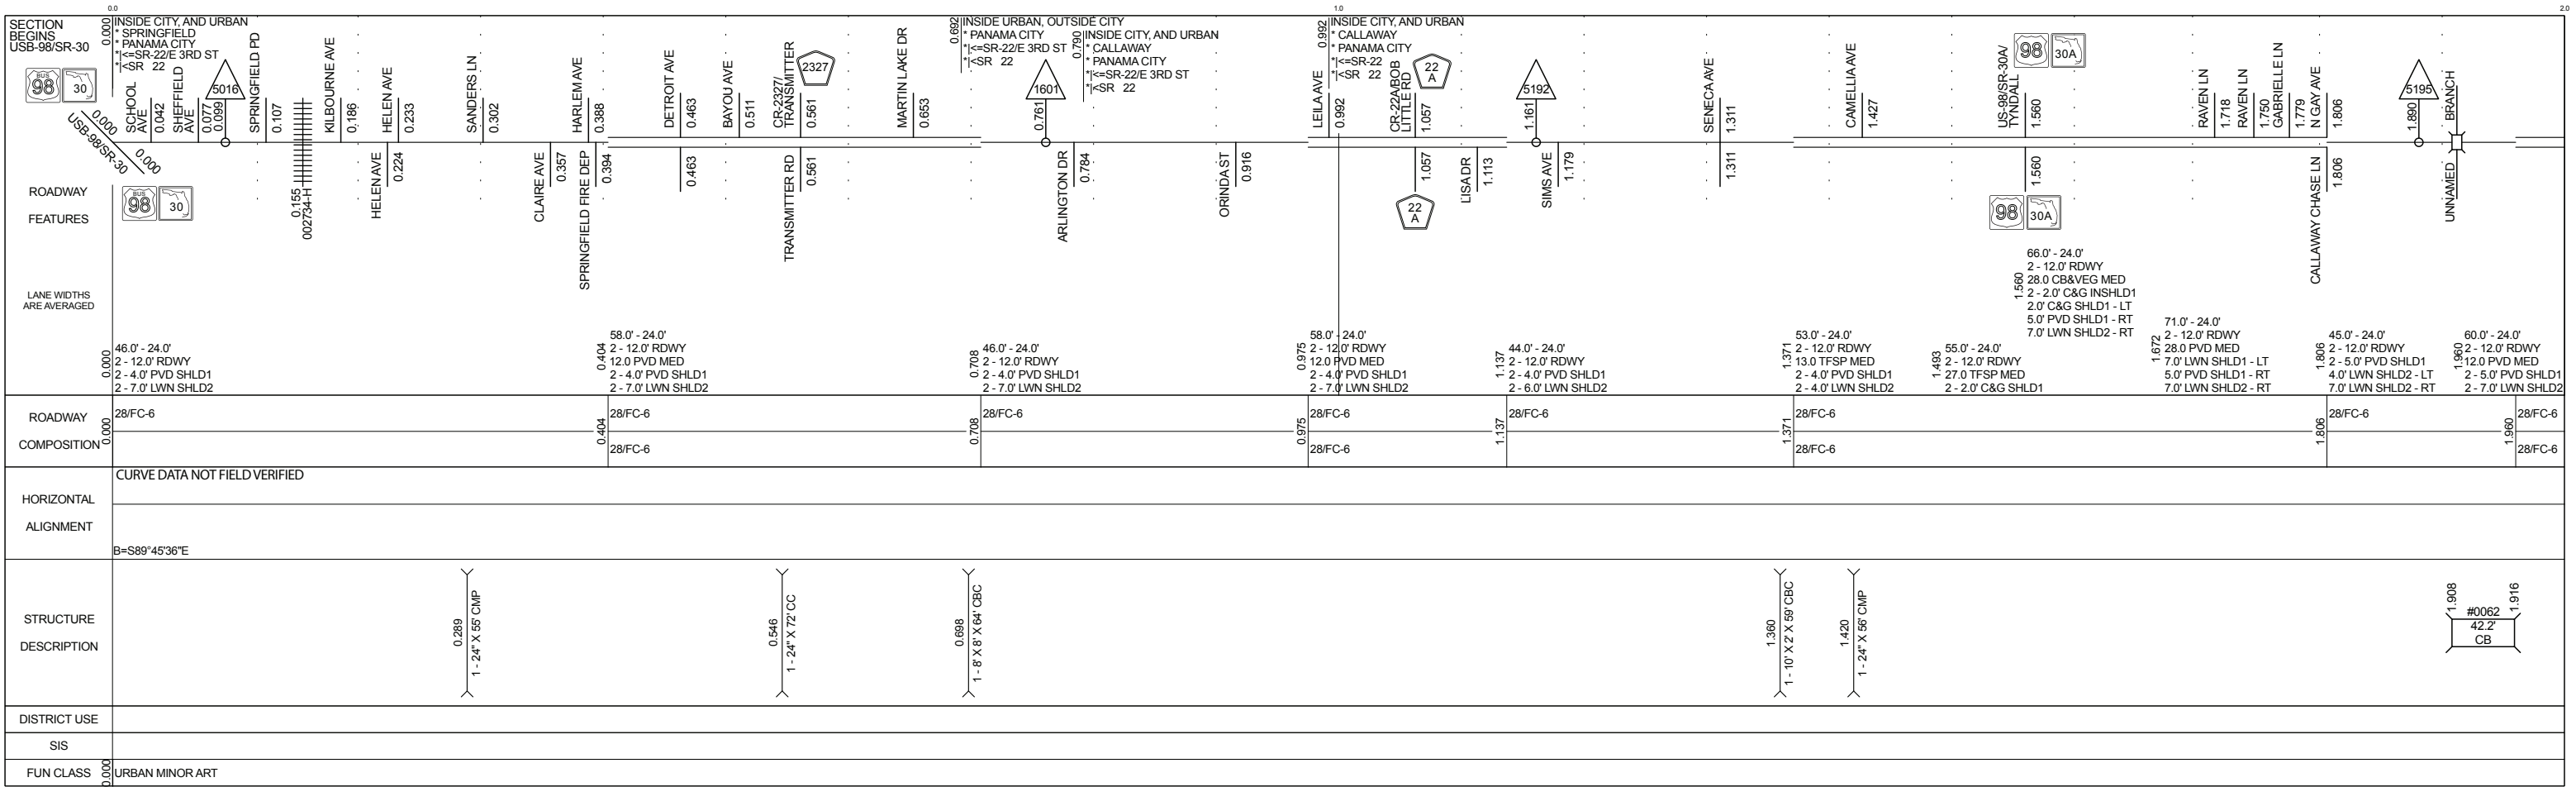 0.0
1.0
2.0
SECTION
BEGINS
USB-98/SR-30
BUS
98
30
0.000
INSIDE CITY, AND URBAN
* SPRINGFIELD
* PANAMA CITY
*|<=SR-22/E 3RD ST
*|<SR 22
0.692
INSIDE URBAN, OUTSIDE CITY
* PANAMA CITY
*|<=SR-22/E 3RD ST
*|<SR 22
0.790
INSIDE CITY, AND URBAN
* CALLAWAY
* PANAMA CITY
*|<=SR-22/E 3RD ST
*|<SR 22
0.992
INSIDE CITY, AND URBAN
* CALLAWAY
* PANAMA CITY
*|<=SR-22
*|<SR 22
0.000
USB-98/SR-30
0.000
SCHOOL
AVE
0.042
SHEFFIELD
AVE
0.077
0.099
5016
SPRINGFIELD PD
0.107
KILBOURNE AVE
0.186
HELEN AVE
0.233
SANDERS LN
0.302
HARLEM AVE
0.388
DETROIT AVE
0.463
BAYOU AVE
0.511
CR-2327/
TRANSMITTER
0.561
2327
MARTIN LAKE DR
0.653
1601
0.761
LEILA AVE
0.992
CR-22A/BOB
LITTLE RD
1.057
22
A
5192
1.161
SENECA AVE
1.311
CAMELLIA AVE
1.427
US-98/SR-30A/
TYNDALL
1.560
98
30A
RAVEN LN
1.718
RAVEN LN
1.750
GABRIELLE LN
1.779
N GAY AVE
1.806
5195
1.890
BRANCH
UNNAMED
ROADWAY
FEATURES
BUS
98
30
0.155
002734-H
HELEN AVE
0.224
CLAIRE AVE
0.357
SPRINGFIELD FIRE DEP
0.394
0.463
TRANSMITTER RD
0.561
ARLINGTON DR
0.784
ORINDA ST
0.916
1.057
22
A
LISA DR
1.113
SIMS AVE
1.179
1.311
1.560
98
30A
CALLAWAY CHASE LN
1.806
LANE WIDTHS
ARE AVERAGED
0.000
46.0' - 24.0'
2 - 12.0' RDWY
2 - 4.0' PVD SHLD1
2 - 7.0' LWN SHLD2
0.404
58.0' - 24.0'
2 - 12.0' RDWY
12.0 PVD MED
2 - 4.0' PVD SHLD1
2 - 7.0' LWN SHLD2
0.708
46.0' - 24.0'
2 - 12.0' RDWY
2 - 4.0' PVD SHLD1
2 - 7.0' LWN SHLD2
0.975
58.0' - 24.0'
2 - 12.0' RDWY
12.0 PVD MED
2 - 4.0' PVD SHLD1
2 - 7.0' LWN SHLD2
1.137
44.0' - 24.0'
2 - 12.0' RDWY
2 - 4.0' PVD SHLD1
2 - 6.0' LWN SHLD2
1.371
53.0' - 24.0'
2 - 12.0' RDWY
13.0 TFSP MED
2 - 4.0' PVD SHLD1
2 - 4.0' LWN SHLD2
1.493
55.0' - 24.0'
2 - 12.0' RDWY
27.0 TFSP MED
2 - 2.0' C&G SHLD1
1.560
66.0' - 24.0'
2 - 12.0' RDWY
28.0 CB&VEG MED
2 - 2.0' C&G INSHLD1
2.0' C&G SHLD1 - LT
5.0' PVD SHLD1 - RT
7.0' LWN SHLD2 - RT
1.672
71.0' - 24.0'
2 - 12.0' RDWY
28.0 PVD MED
7.0' LWN SHLD1 - LT
5.0' PVD SHLD1 - RT
7.0' LWN SHLD2 - RT
1.806
45.0' - 24.0'
2 - 12.0' RDWY
2 - 5.0' PVD SHLD1
4.0' LWN SHLD2 - LT
7.0' LWN SHLD2 - RT
1.960
60.0' - 24.0'
2 - 12.0' RDWY
12.0 PVD MED
2 - 5.0' PVD SHLD1
2 - 7.0' LWN SHLD2
ROADWAY
COMPOSITION
0.000
28/FC-6
0.404
28/FC-6
28/FC-6
0.708
28/FC-6
0.975
28/FC-6
28/FC-6
1.137
28/FC-6
1.371
28/FC-6
28/FC-6
1.806
28/FC-6
1.960
28/FC-6
28/FC-6
HORIZONTAL
ALIGNMENT
CURVE DATA NOT FIELD VERIFIED
B=S89°45'36"E
STRUCTURE
DESCRIPTION
0.289
1 - 24" X 55' CMP
0.546
1 - 24" X 72' CC
0.698
1 - 8' X 8' X 64' CBC
1.360
1 - 10' X 2' X 59' CBC
1.420
1 - 24" X 56' CMP
1.908
1.916
#0062
42.2'
CB
DISTRICT USE
SIS
FUN CLASS
0.000
URBAN MINOR ART